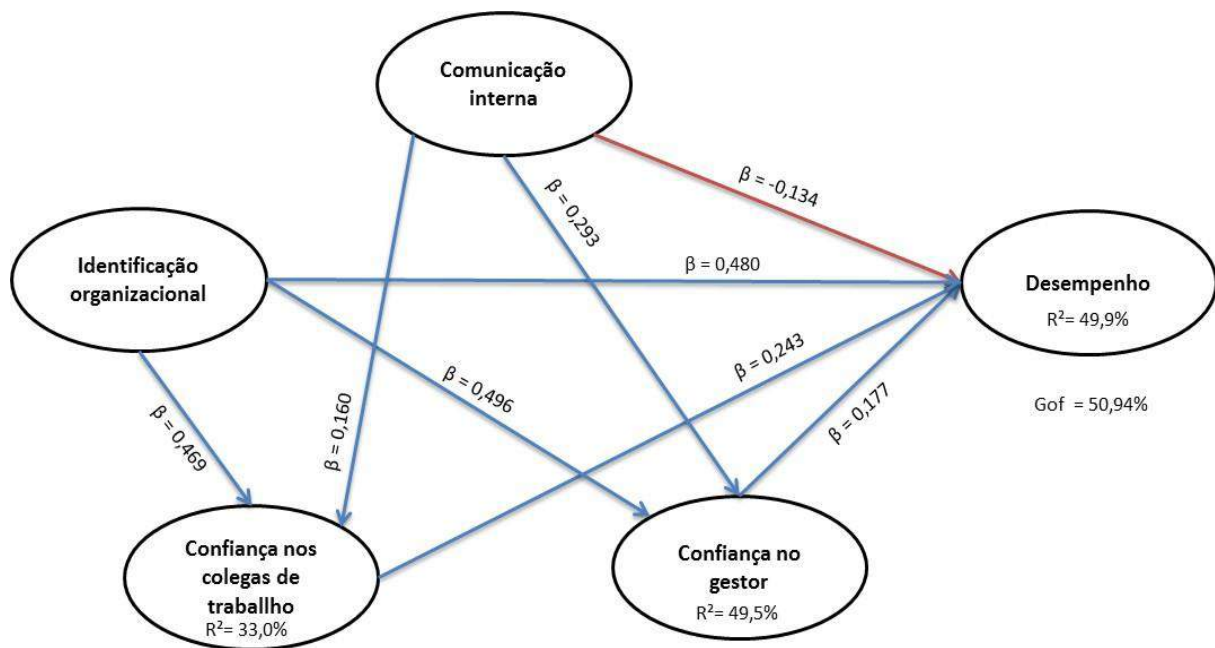 Comunicação
interna
β = -0,134
β = 0,293
Identificação
organizacional
β = 0,480
Desempenho
R²= 49,9%
β = 0,243
β = 0,496
β = 0,160
β = 0,177
Gof = 50,94%
β = 0,469
Confiança nos
colegas de
traballho
R²= 33,0%
Confiança no
gestor
R²= 49,5%